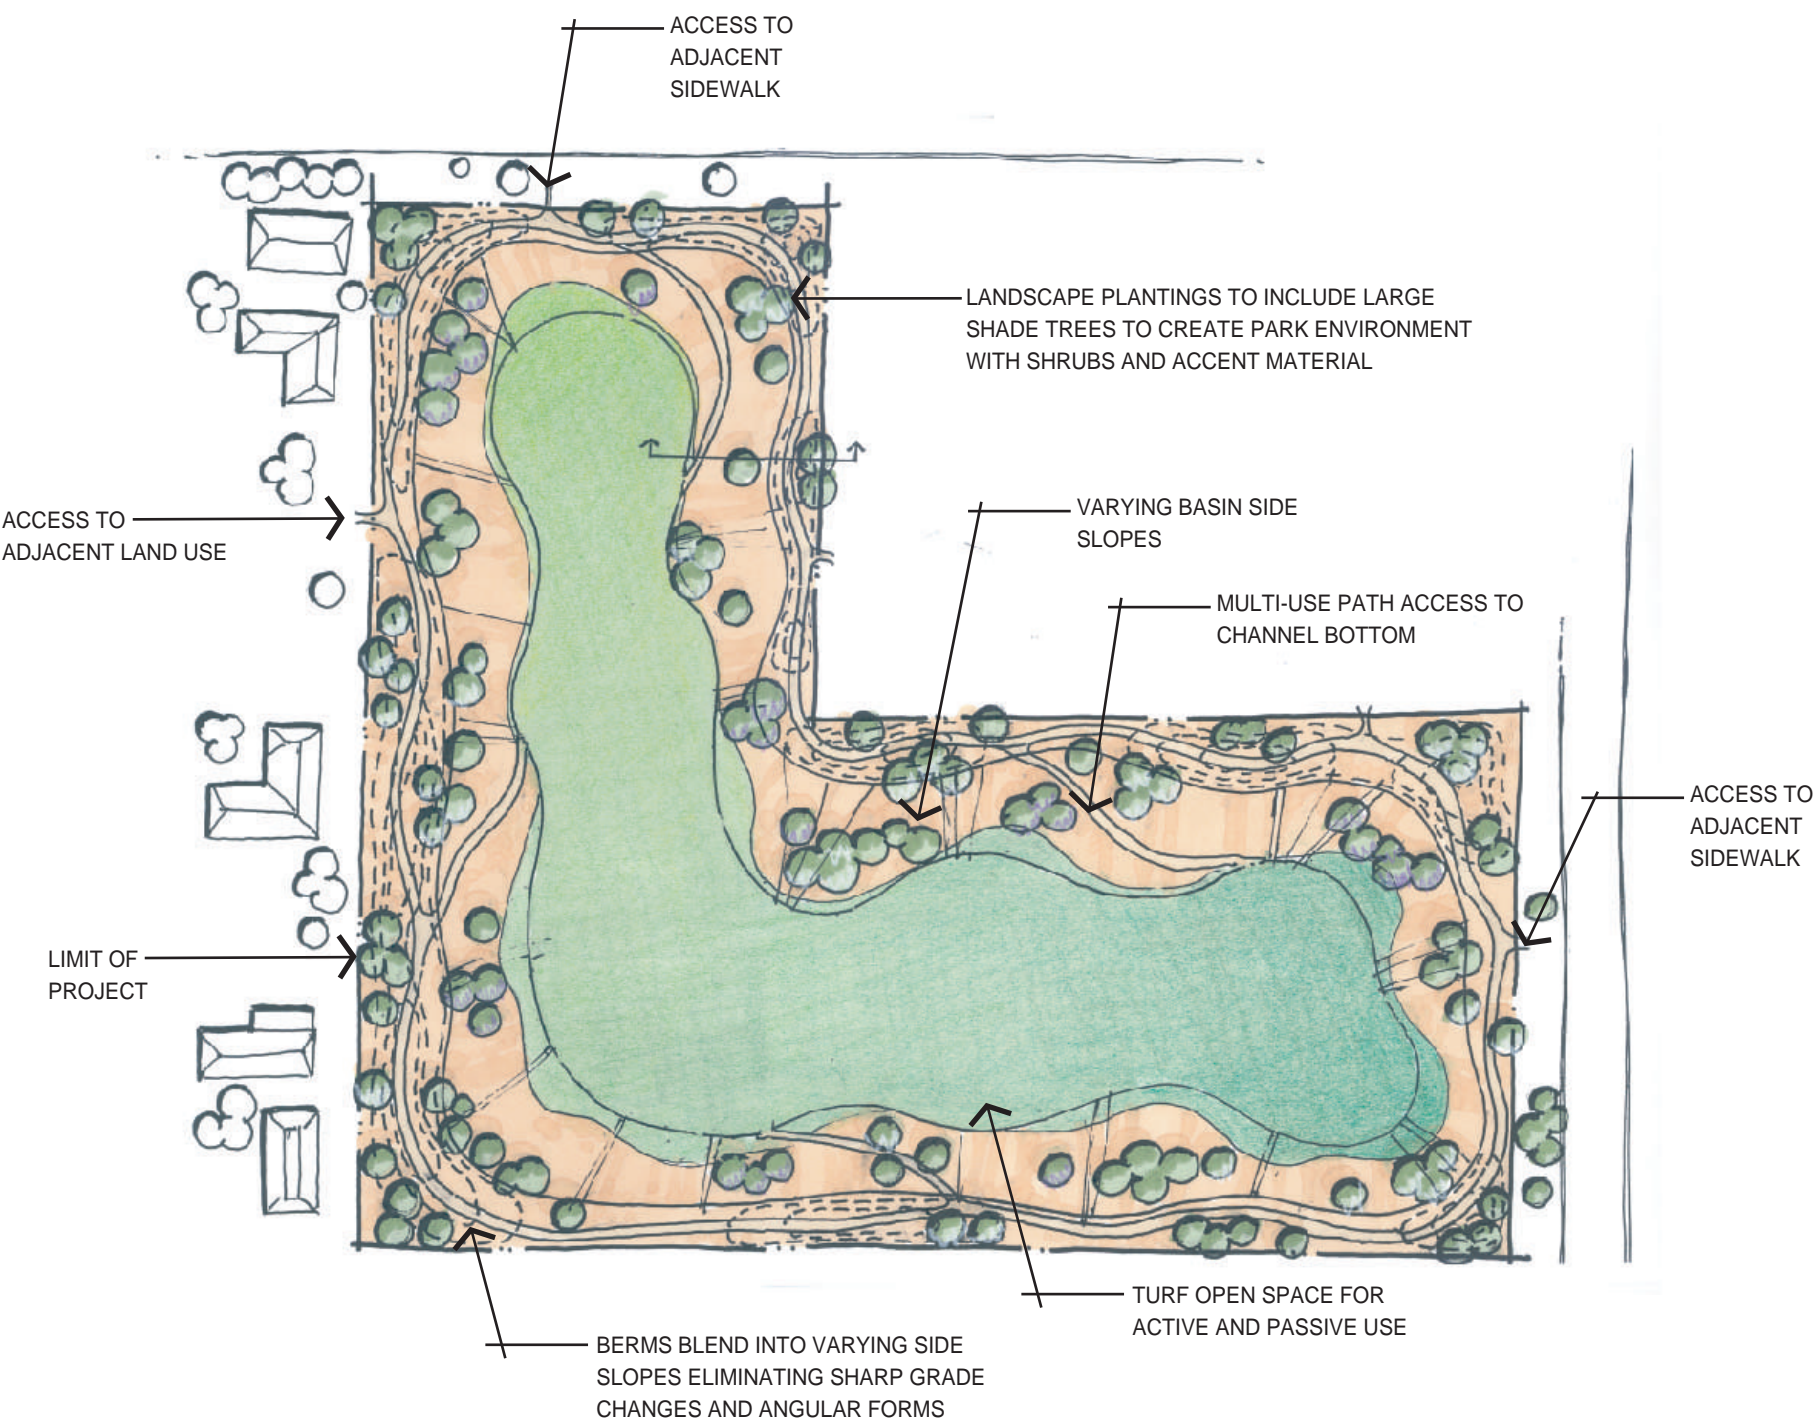 ACCESS TO
ADJACENT
SIDEWALK
LANDSCAPE PLANTINGS TO INCLUDE LARGE
SHADE TREES TO CREATE PARK ENVIRONMENT
WITH SHRUBS AND ACCENT MATERIAL
ACCESS TO
ADJACENT LAND USE
VARYING BASIN SIDE
SLOPES
MULTI-USE PATH ACCESS TO
CHANNEL BOTTOM
ACCESS TO
ADJACENT
SIDEWALK
LIMIT OF
PROJECT
TURF OPEN SPACE FOR
ACTIVE AND PASSIVE USE
BERMS BLEND INTO VARYING SIDE
SLOPES ELIMINATING SHARP GRADE
CHANGES AND ANGULAR FORMS